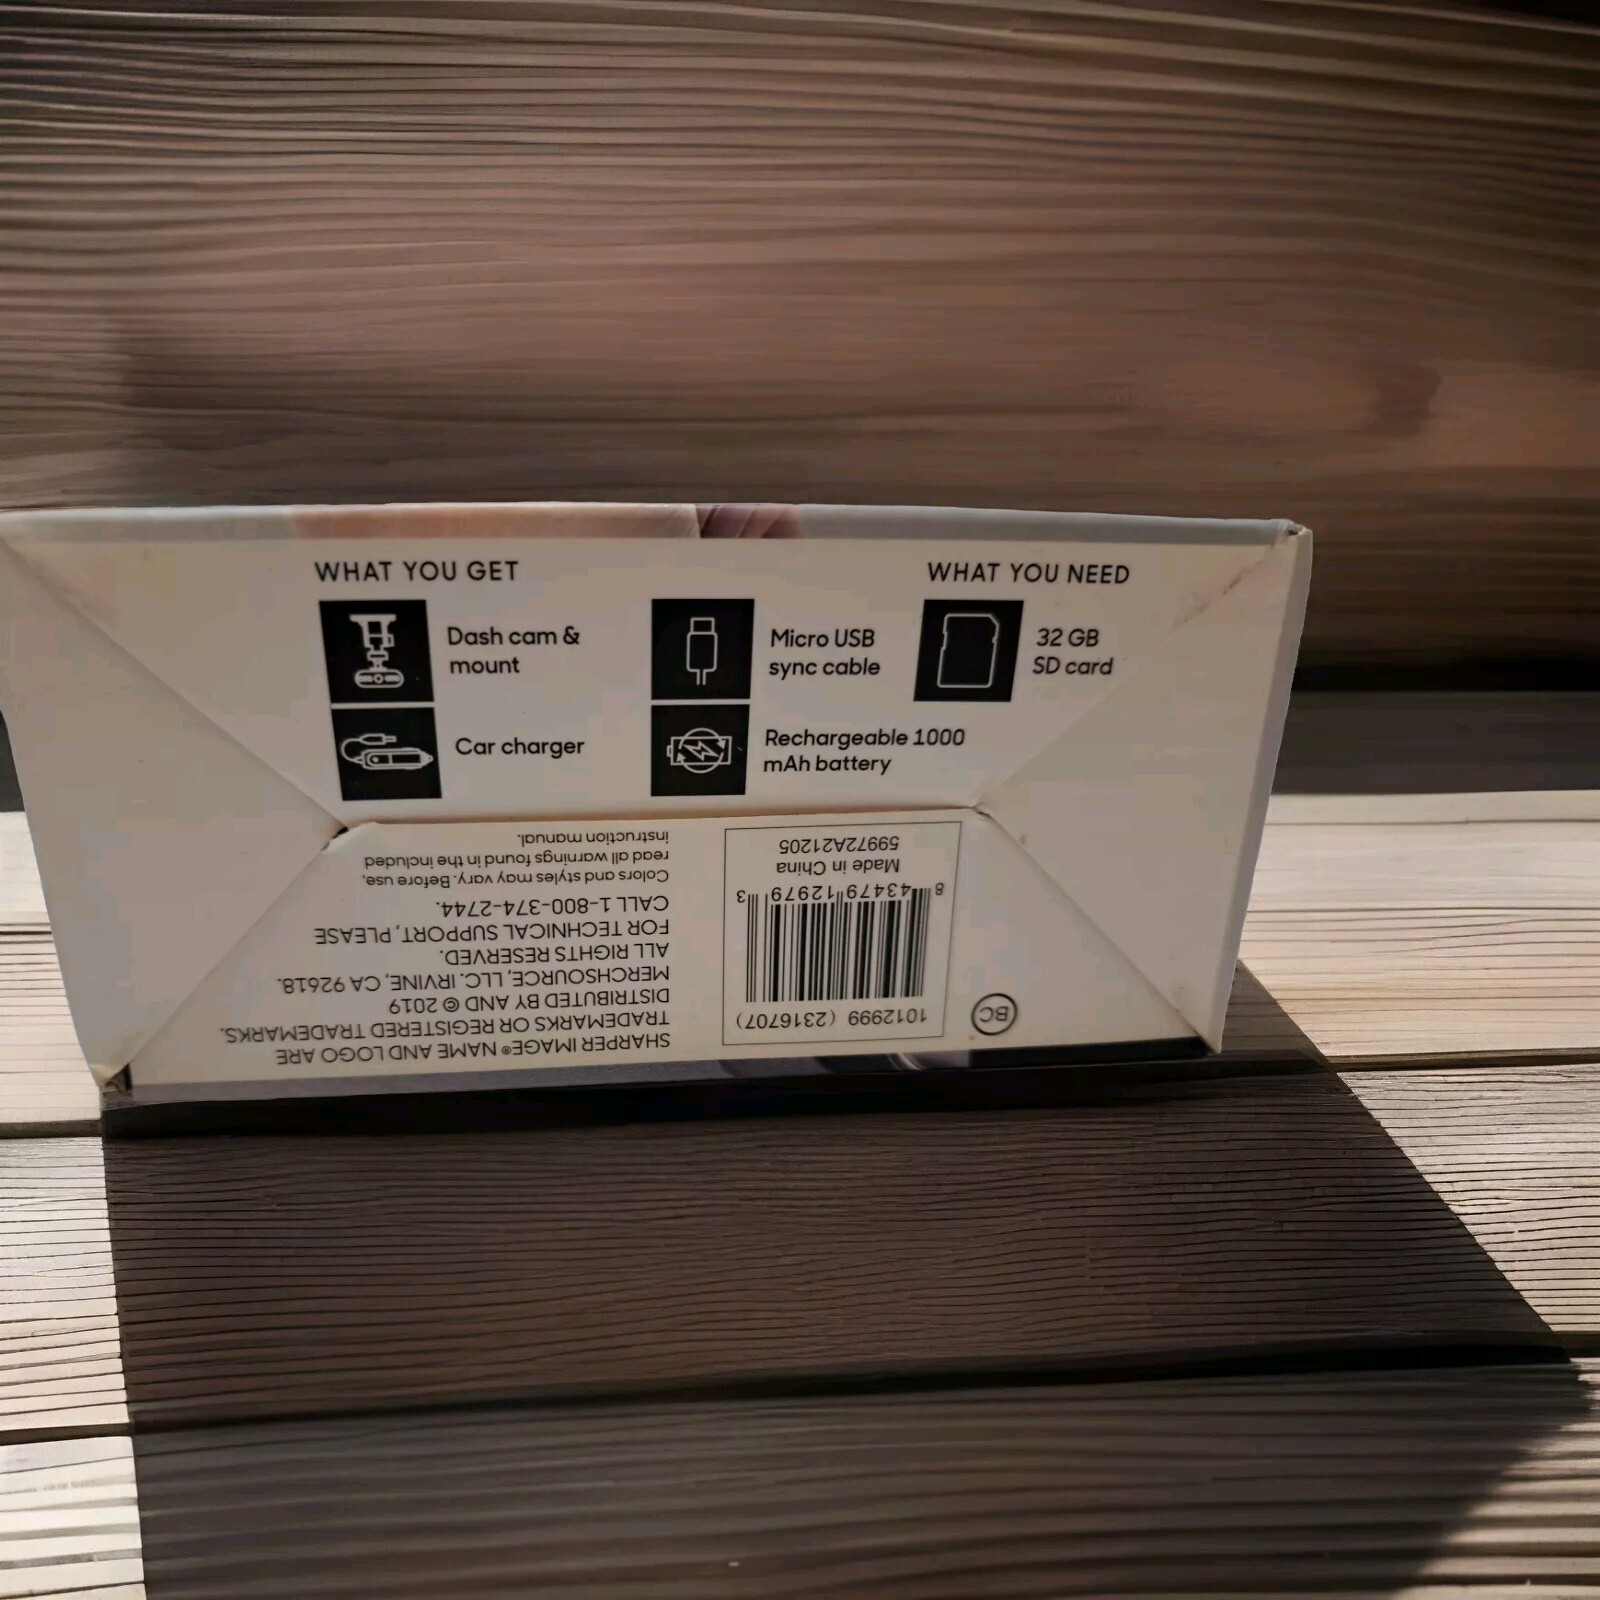 WHAT YOU GET
Dash cam &
mount
Car charger
Micro USB
sync cable
Rechargeable 1000
mAh battery
WHAT YOU NEED
32 GB
SD card
BC
1012999 (2316707)
8 43479 12979 3
Made in China
59972A21205
SHARPER IMAGE® NAME AND LOGO ARE
TRADEMARKS OR REGISTERED TRADEMARKS.
DISTRIBUTED BY AND © 2019
MERCHSOURCE, LLC. IRVINE, CA 92618.
ALL RIGHTS RESERVED.
FOR TECHNICAL SUPPORT, PLEASE
CALL 1-800-374-2744.
Colors and styles may vary. Before use,
read all warnings found in the included
instruction manual.